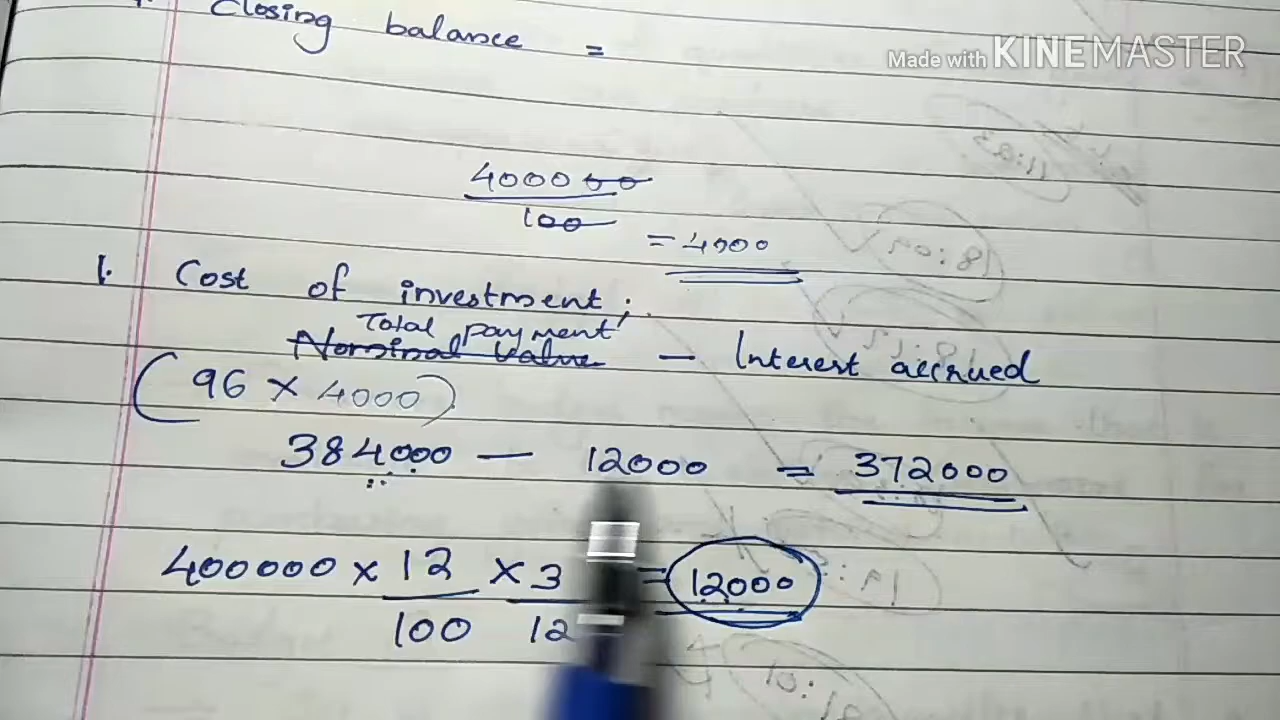 Closing balance =
Made with KINEMASTER
400000
100
= 4000
1. Cost of investment;
Total payment
Nominal value - Interest accrued
(96 × 4000)
384000 — 12000 = 372000
400000 × 12 × 3 = 12000
100 12